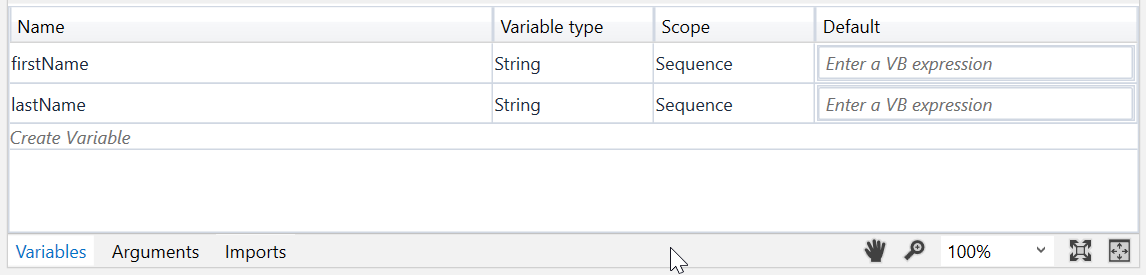 Name Variable type Scope Default
firstName String Sequence Enter a VB expression
lastName String Sequence Enter a VB expression
Create Variable
Variables Arguments Imports 100%